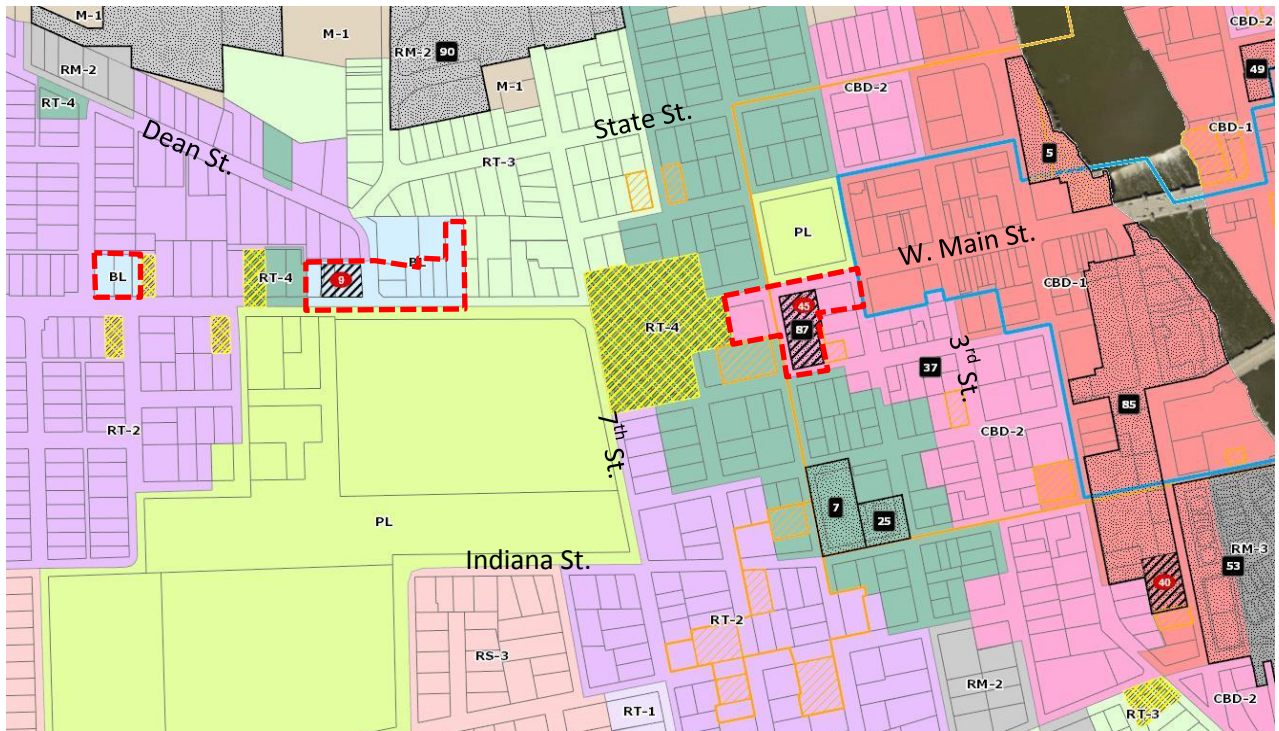 M-1
M-1
CBD-2
RM-2
90
RM-2
49
M-1
CBD-2
RT-4
State St.
CBD-1
Dean St.
5
RT-3
PL
W. Main St.
BL
BL
RT-4
9
CBD-1
45
RT-4
87
3rd St.
37
85
RT-2
7th St.
CBD-2
7
25
PL
Indiana St.
RM-3
53
40
RT-2
RS-3
RM-2
CBD-2
RT-1
RT-3